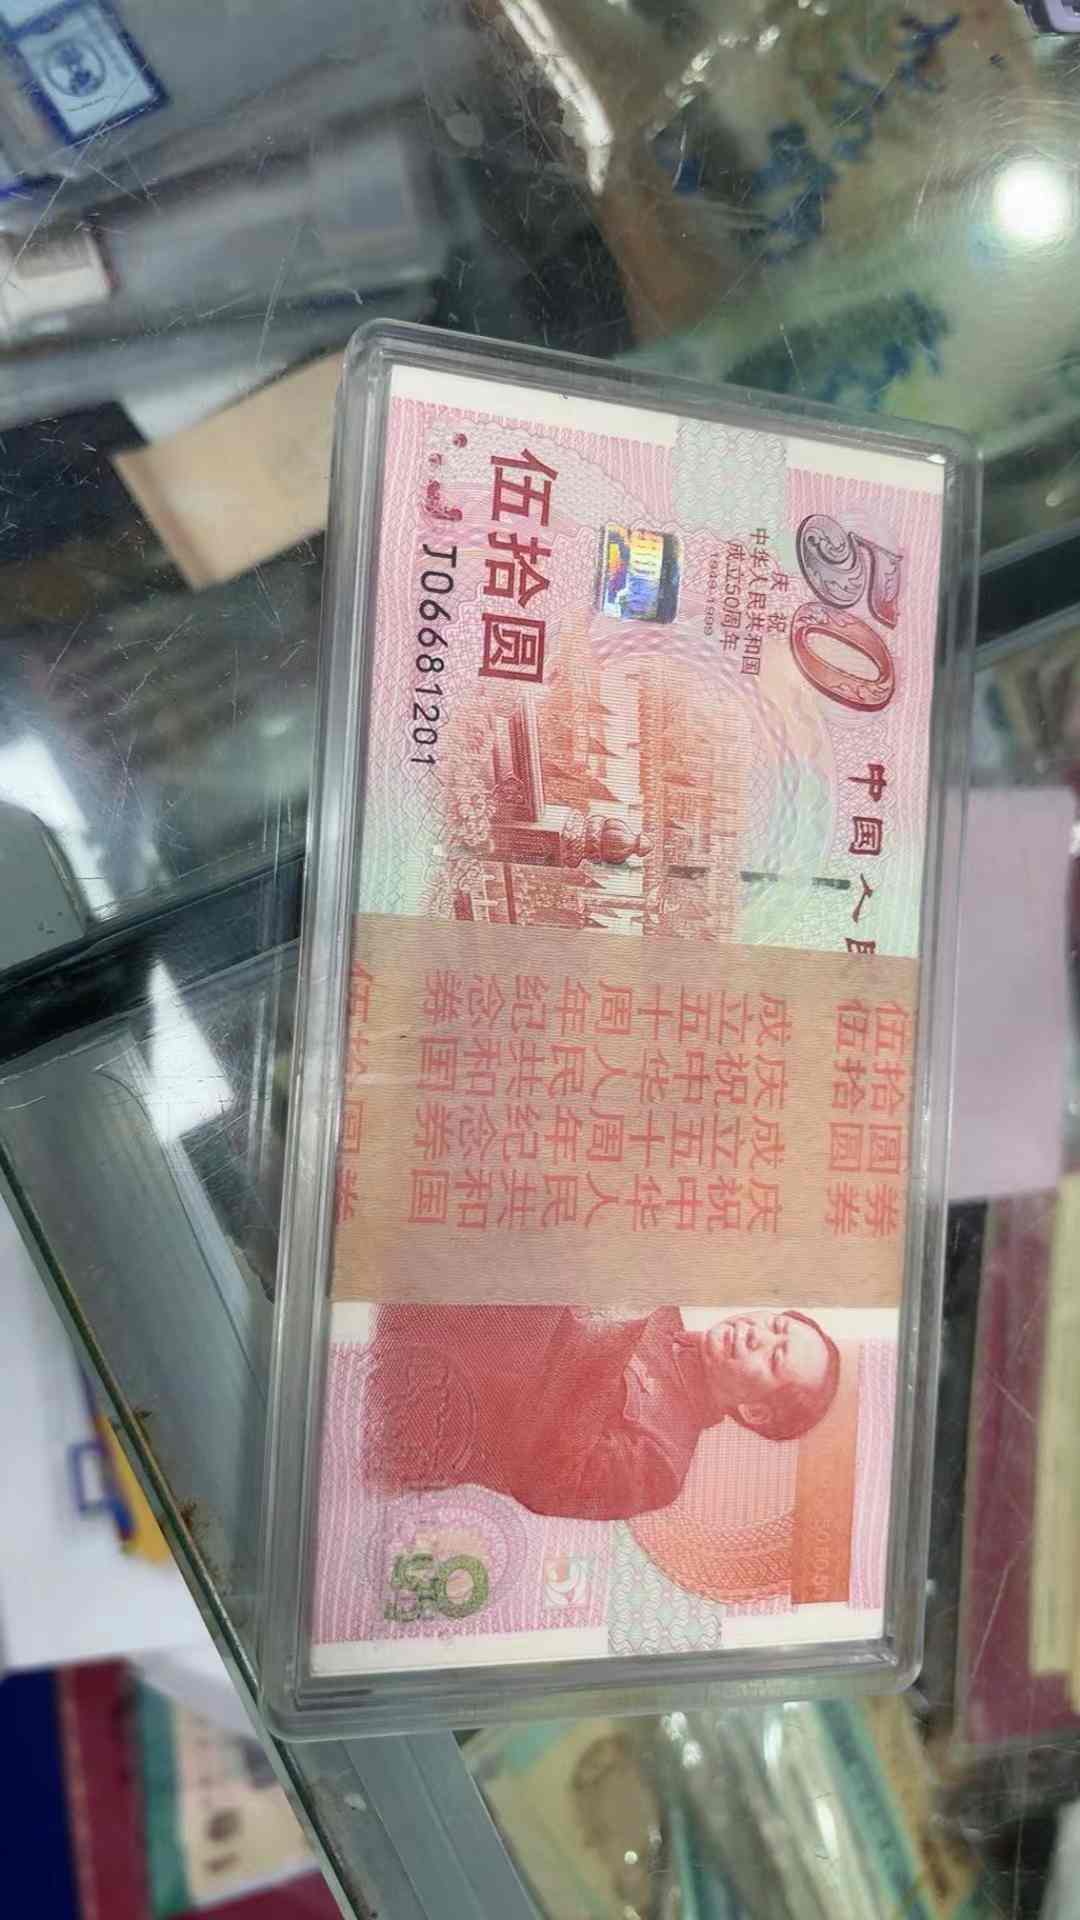 中国人民
50
庆祝
中华人民共和国
成立50周年
1949-1999
伍拾圆
J06681201
伍拾圆券
伍拾圆券
成立五十周年纪念券
庆祝中华人民共和国
成立五十周年纪念券
庆祝中华人民共和国
50